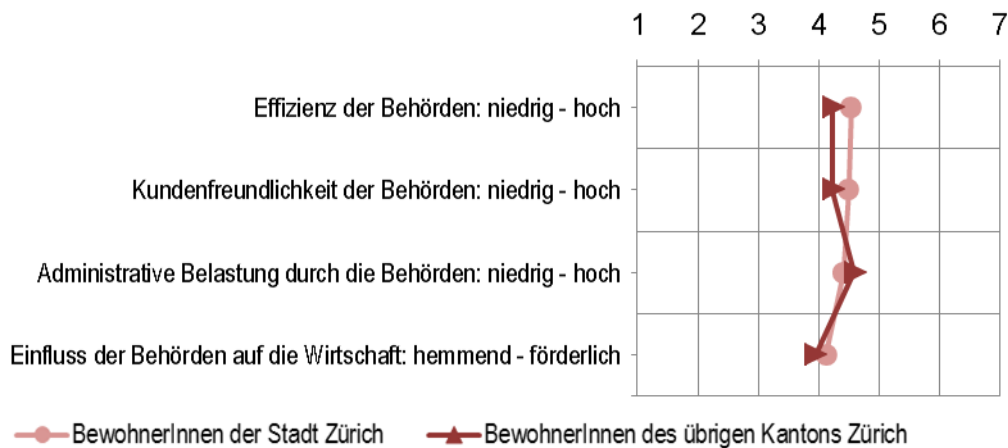 1 2 3 4 5 6 7
Effizienz der Behörden: niedrig - hoch
Kundenfreundlichkeit der Behörden: niedrig - hoch
Administrative Belastung durch die Behörden: niedrig - hoch
Einfluss der Behörden auf die Wirtschaft: hemmend - förderlich
BewohnerInnen der Stadt Zürich BewohnerInnen des übrigen Kantons Zürich